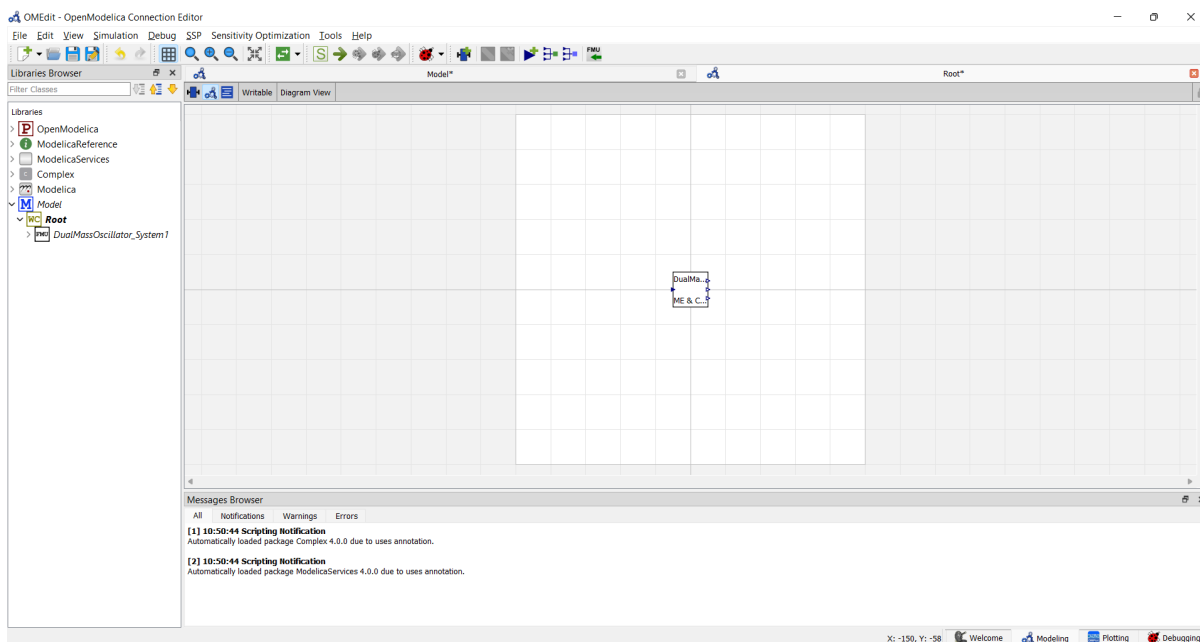 OMEdit - OpenModelica Connection Editor
File Edit View Simulation Debug SSP Sensitivity Optimization Tools Help
S FMU
Libraries Browser
Model* Root*
Filter Classes
Writable Diagram View
Libraries
P OpenModelica
i ModelicaReference
ModelicaServices
C Complex
Modelica
M Model
WC Root
FMU DualMassOscillator_System1
DualMa...
ME & C...
Messages Browser
All Notifications Warnings Errors
[1] 10:50:44 Scripting Notification
Automatically loaded package Complex 4.0.0 due to uses annotation.
[2] 10:50:44 Scripting Notification
Automatically loaded package ModelicaServices 4.0.0 due to uses annotation.
X: -150, Y: -58 Welcome Modeling Plotting Debugging